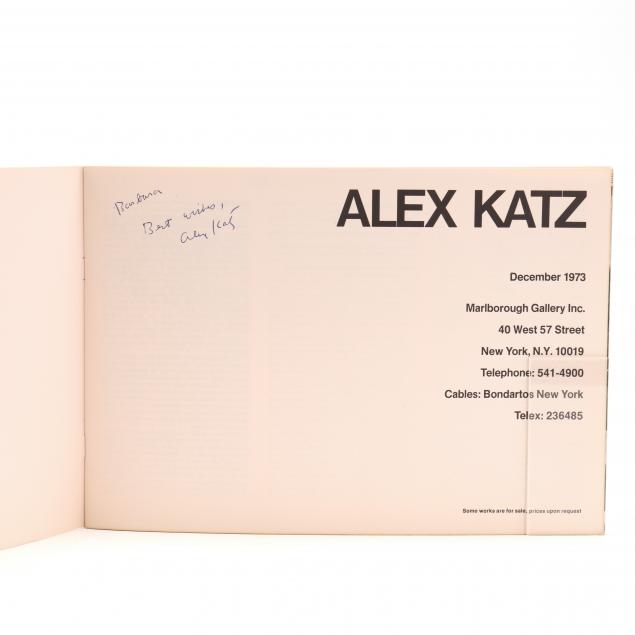 Barbara
Best wishes,
Alex Katz
ALEX KATZ
December 1973
Marlborough Gallery Inc.
40 West 57 Street
New York, N.Y. 10019
Telephone: 541-4900
Cables: Bondartos New York
Telex: 236485
Some works are for sale, prices upon request